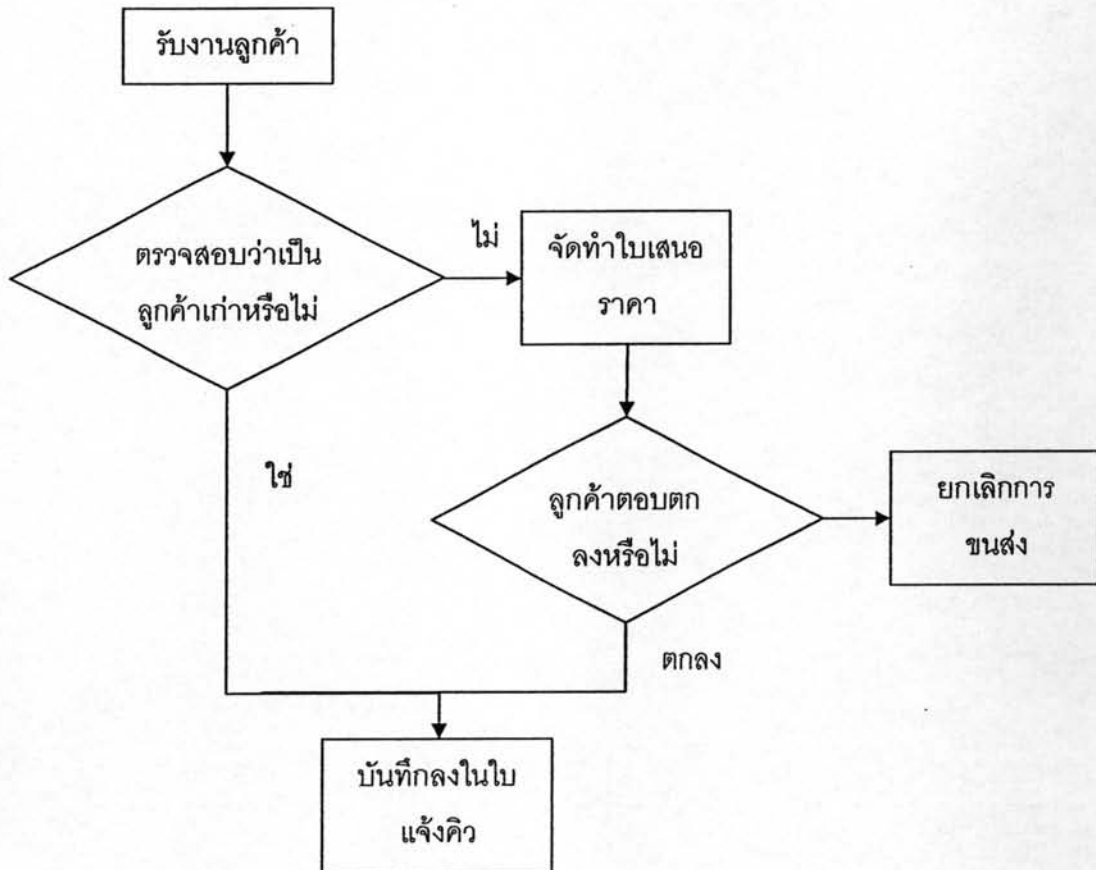 รับงานลูกค้า
ตรวจสอบว่าเป็น
ลูกค้าเก่าหรือไม่
ไม่
จัดทำใบเสนอ
ราคา
ใช่
ลูกค้าตอบตก
ลงหรือไม่
ยกเลิกการ
ขนส่ง
ตกลง
บันทึกลงในใบ
แจ้งคิว